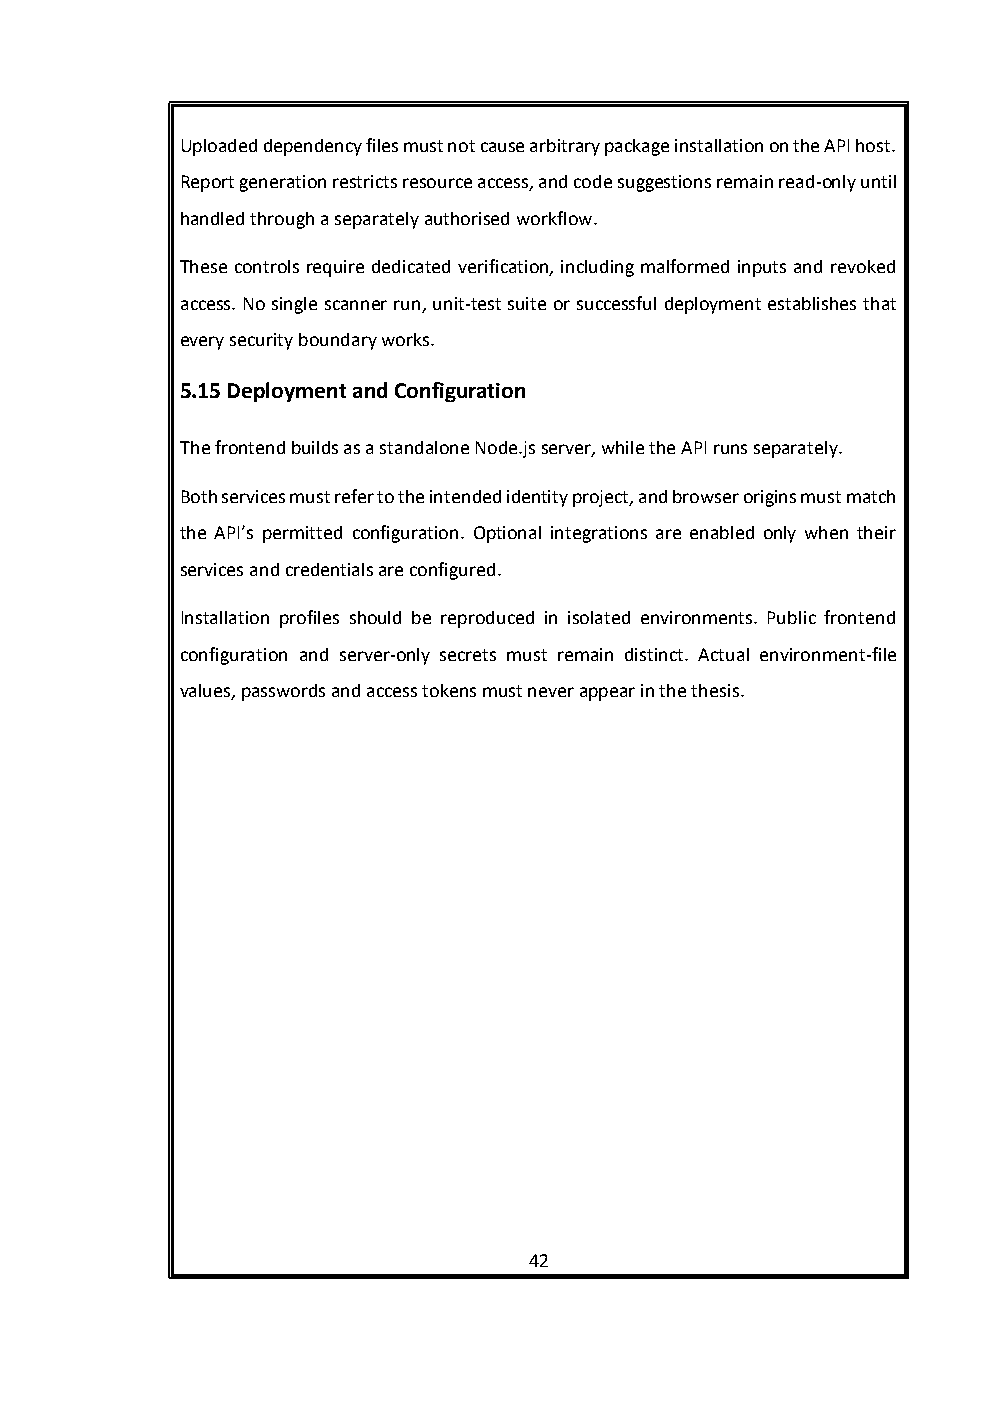 Uploaded dependency files must not cause arbitrary package installation on the API host.
Report generation restricts resource access, and code suggestions remain read-only until
handled through a separately authorised workflow.
These controls require dedicated verification, including malformed inputs and revoked
access. No single scanner run, unit-test suite or successful deployment establishes that
every security boundary works.
5.15 Deployment and Configuration
The frontend builds as a standalone Node.js server, while the API runs separately.
Both services must refer to the intended identity project, and browser origins must match
the API’s permitted configuration. Optional integrations are enabled only when their
services and credentials are configured.
Installation profiles should be reproduced in isolated environments. Public frontend
configuration and server-only secrets must remain distinct. Actual environment-file
values, passwords and access tokens must never appear in the thesis.
42